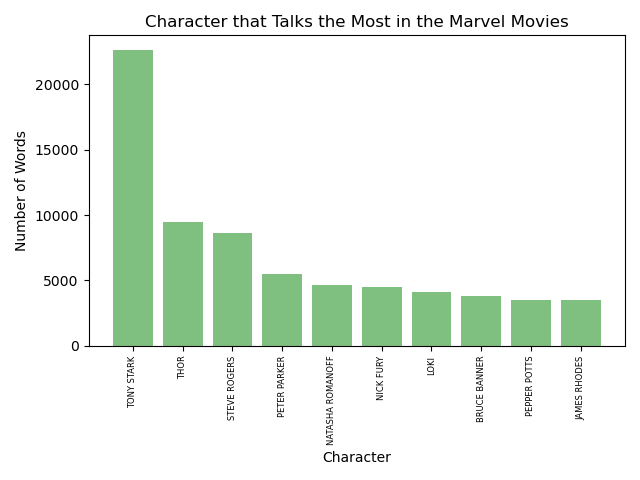 Character that Talks the Most in the Marvel Movies
Number of Words
20000
15000
10000
5000
0
TONY STARK
THOR
STEVE ROGERS
PETER PARKER
NATASHA ROMANOFF
NICK FURY
LOKI
BRUCE BANNER
PEPPER POTTS
JAMES RHODES
Character